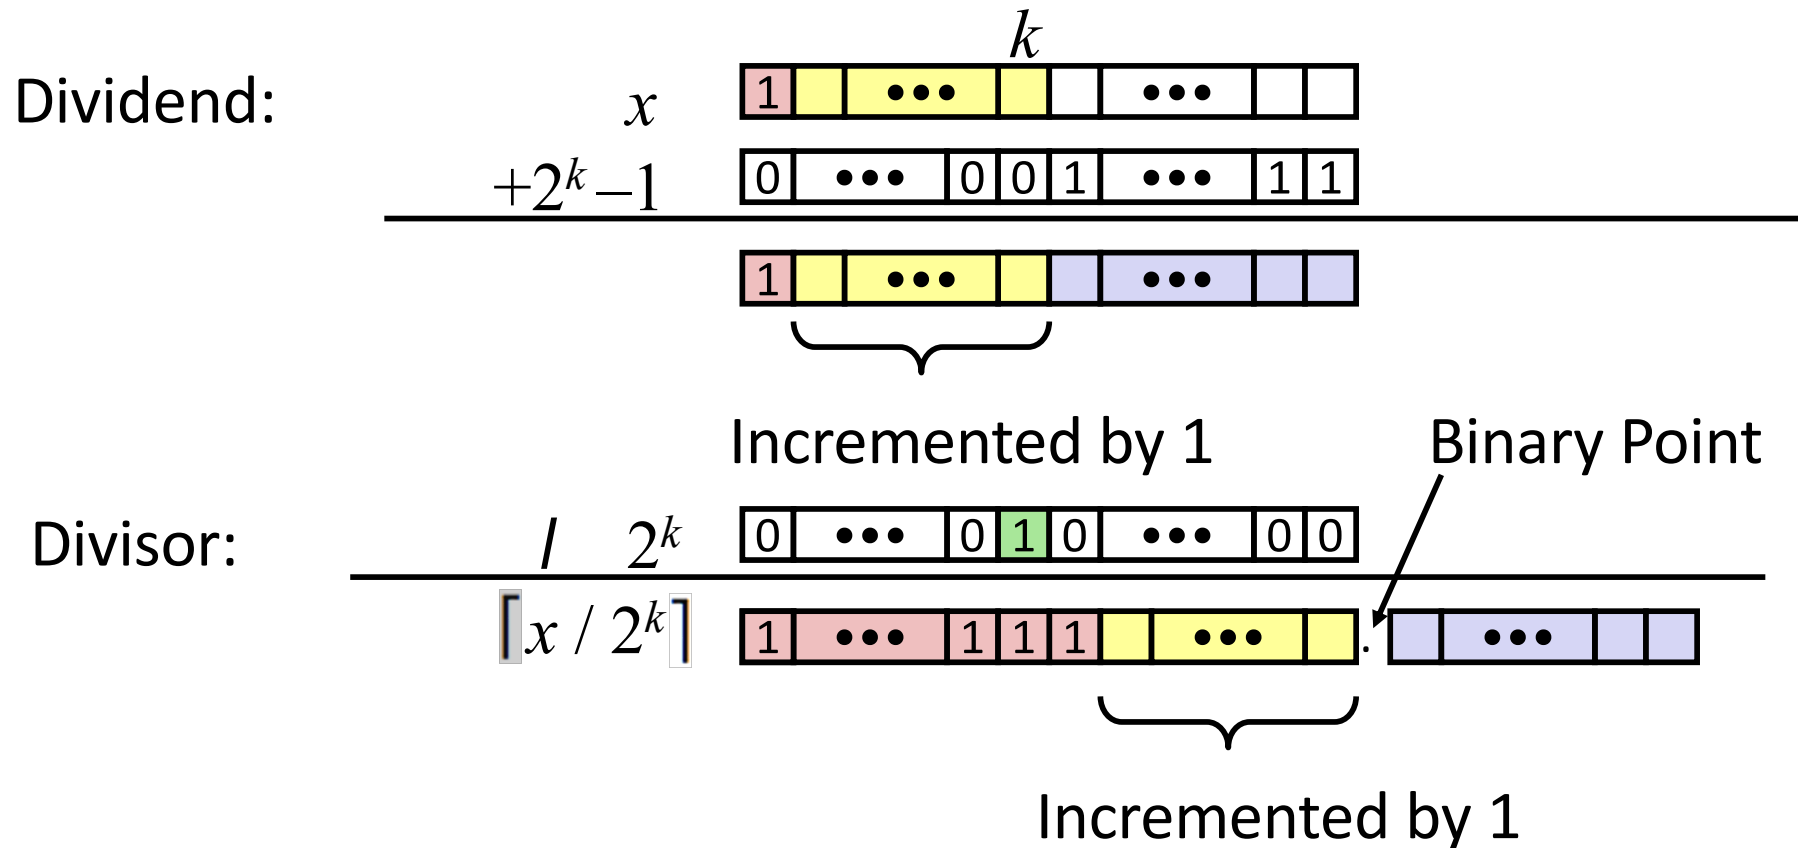 k
Dividend: x 1 ••• •••
+2^k –1 0 ••• 0 0 1 ••• 1 1
1 ••• •••
Incremented by 1
Binary Point
Divisor: / 2^k 0 ••• 0 1 0 ••• 0 0
⌈x / 2^k⌉ 1 ••• 1 1 1 ••• . •••
Incremented by 1